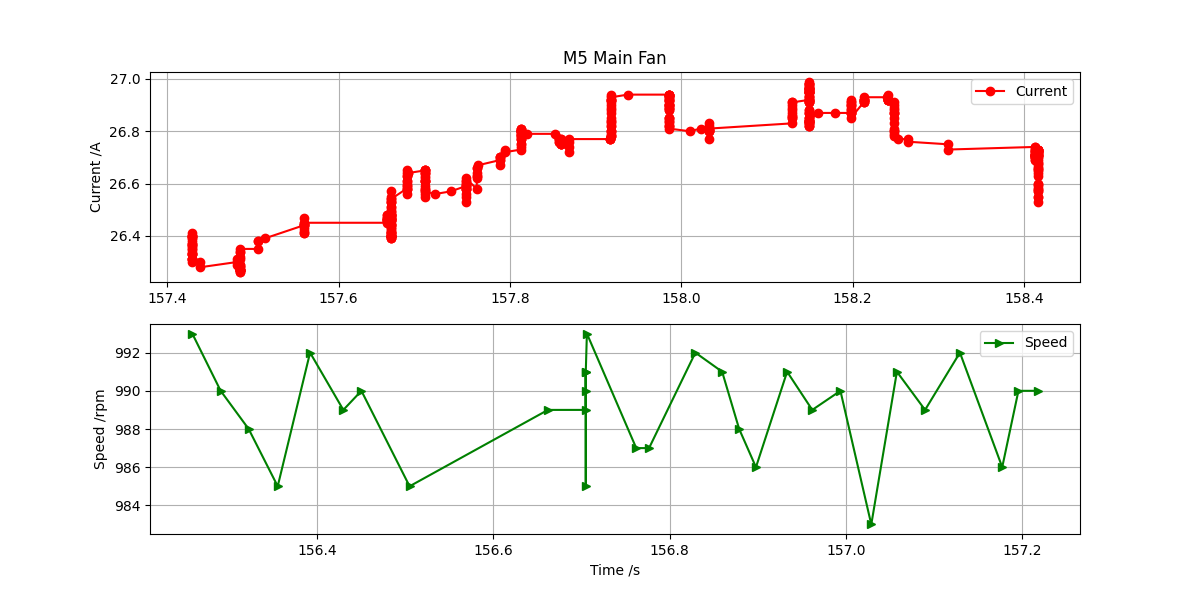 M5 Main Fan
27.0
26.8
26.6
26.4
Current /A
Current
157.4 157.6 157.8 158.0 158.2 158.4
992
990
988
986
984
Speed /rpm
Speed
156.4 156.6 156.8 157.0 157.2
Time /s